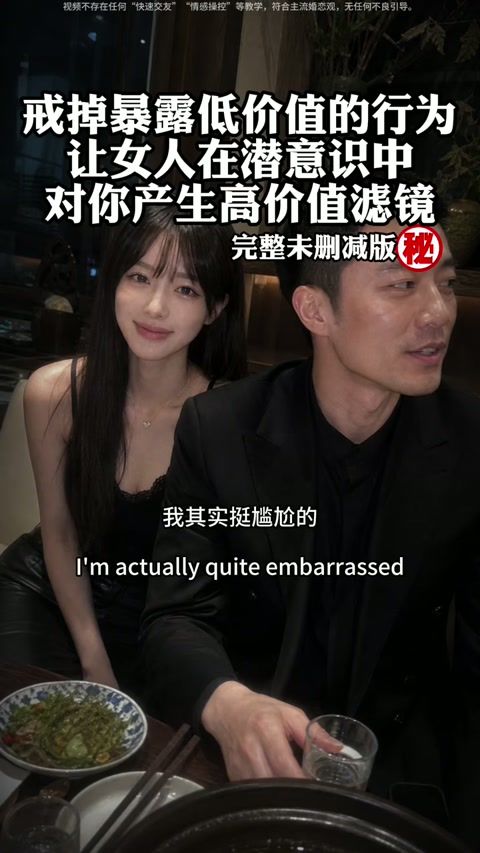 视频不存在任何“快速交友”“情感操控”等教学，符合主流婚恋观，无任何不良引导。
戒掉暴露低价值的行为
让女人在潜意识中
对你产生高价值滤镜
完整未删减版 秘
我其实挺尴尬的
I'm actually quite embarrassed